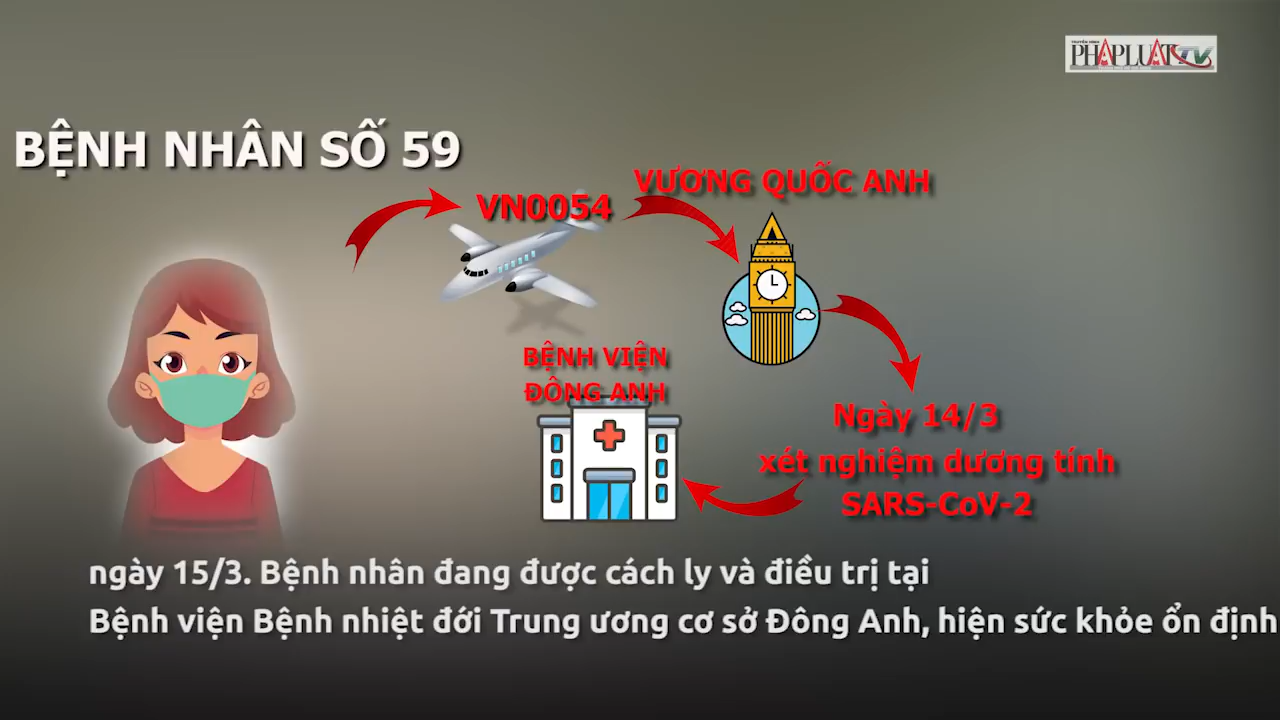 PHAPLUAT TV
BỆNH NHÂN SỐ 59
VƯƠNG QUỐC ANH
VN0054
BỆNH VIỆN
ĐÔNG ANH
Ngày 14/3
xét nghiệm dương tính
SARS-CoV-2
ngày 15/3. Bệnh nhân đang được cách ly và điều trị tại
Bệnh viện Bệnh nhiệt đới Trung ương cơ sở Đông Anh, hiện sức khỏe ổn định